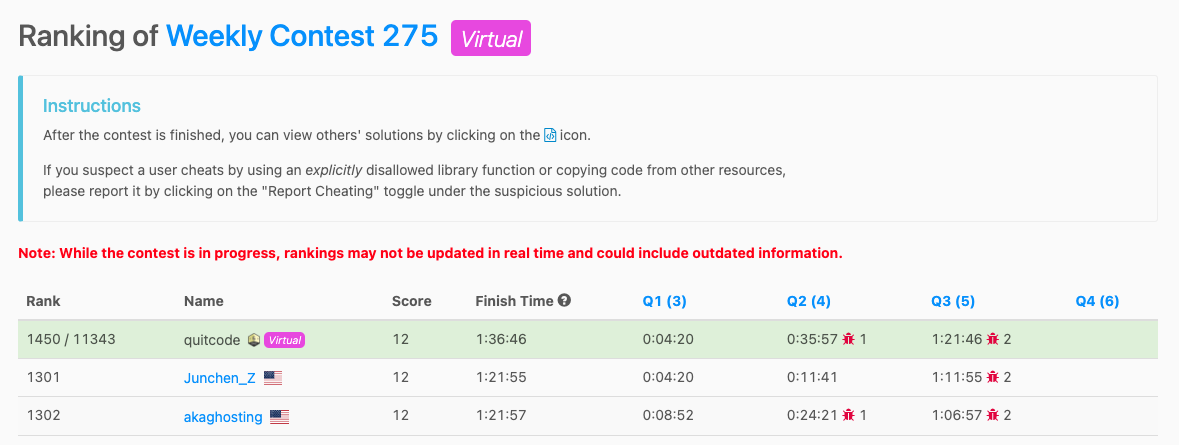 Ranking of Weekly Contest 275 Virtual
Instructions
After the contest is finished, you can view others' solutions by clicking on the icon.
If you suspect a user cheats by using an explicitly disallowed library function or copying code from other resources,
please report it by clicking on the "Report Cheating" toggle under the suspicious solution.
Note: While the contest is in progress, rankings may not be updated in real time and could include outdated information.
Rank Name Score Finish Time Q1 (3) Q2 (4) Q3 (5) Q4 (6)
1450 / 11343 quitcode Virtual 12 1:36:46 0:04:20 0:35:57 1 1:21:46 2
1301 Junchen_Z 12 1:21:55 0:04:20 0:11:41 1:11:55 2
1302 akaghosting 12 1:21:57 0:08:52 0:24:21 1 1:06:57 2